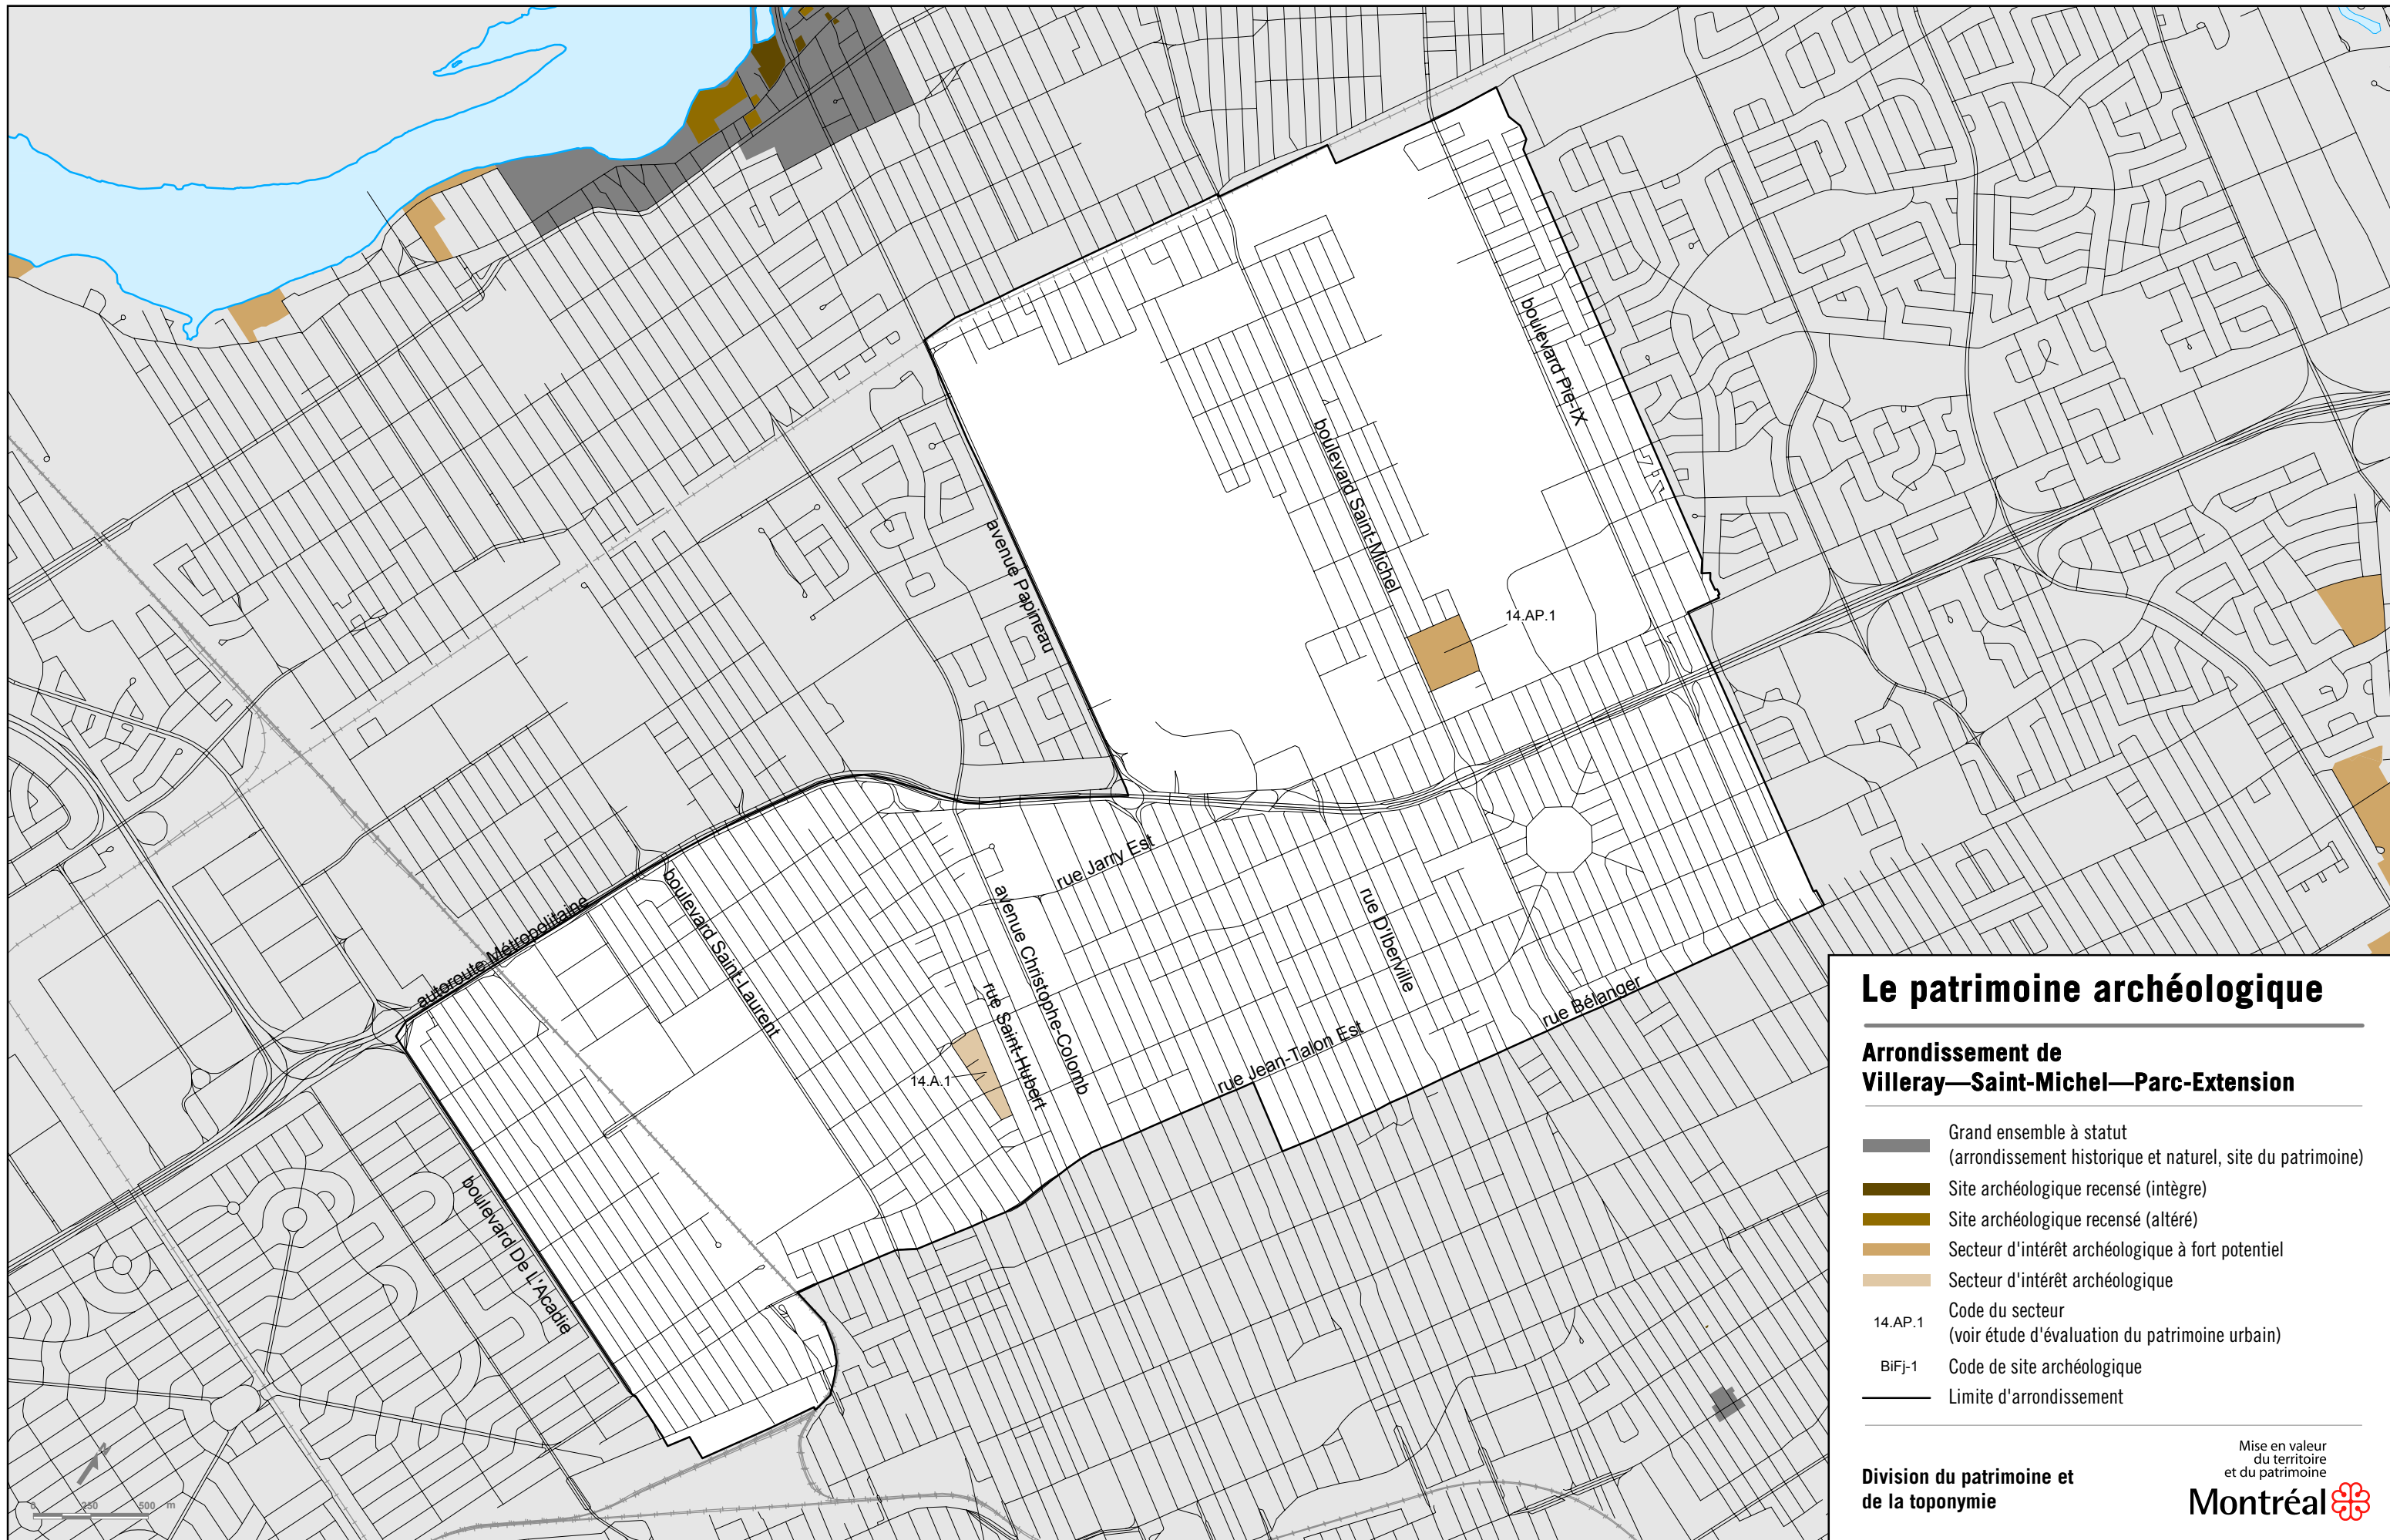 boulevard Pie-IX
boulevard Saint-Michel
avenue Papineau
14.AP.1
rue Jarry Est
boulevard Saint-Laurent
autoroute Métropolitaine
avenue Christophe-Colomb
rue D'Iberville
rue Saint-Hubert
rue Bélanger
rue Jean-Talon Est
14.A.1
boulevard De L'Acadie
0 250 500 m
Le patrimoine archéologique
Arrondissement de
Villeray—Saint-Michel—Parc-Extension
Grand ensemble à statut
(arrondissement historique et naturel, site du patrimoine)
Site archéologique recensé (intègre)
Site archéologique recensé (altéré)
Secteur d'intérêt archéologique à fort potentiel
Secteur d'intérêt archéologique
14.AP.1 Code du secteur
(voir étude d'évaluation du patrimoine urbain)
BiFj-1 Code de site archéologique
Limite d'arrondissement
Division du patrimoine et
de la toponymie
Mise en valeur
du territoire
et du patrimoine
Montréal